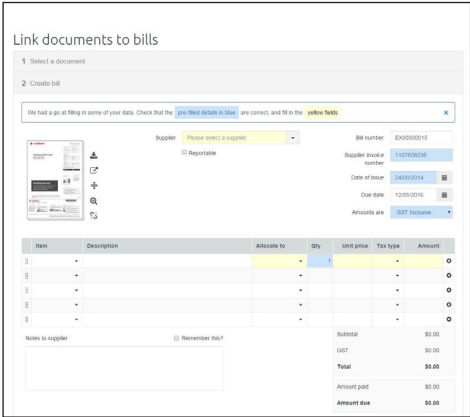 Link documents to bills
1 Select a document
2 Create bill
We had a go at filling in some of your data. Check that the pre-filled details in blue are correct, and fill in the yellow fields ×
Supplier Please select a supplier
Reportable
Bill number EX00000015
Supplier invoice number 1107656536
Date of issue 24/09/2014
Due date 12/05/2016
Amounts are GST Inclusive
Item Description Allocate to Qty Unit price Tax type Amount
1
Notes to supplier Remember this?
Subtotal $0.00
GST $0.00
Total $0.00
Amount paid $0.00
Amount due $0.00